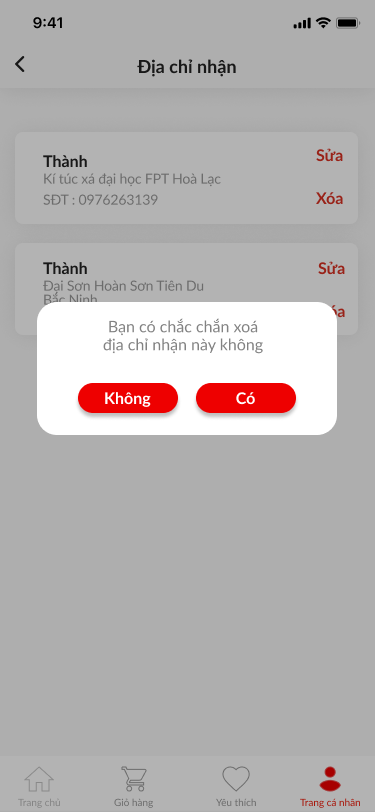 9:41
Địa chỉ nhận
Thành
Sửa
Kí túc xá đại học FPT Hoà Lạc
SĐT : 0976263139
Xóa
Thành
Sửa
Đại Sơn Hoàn Sơn Tiên Du
Bắc Ninh
Bạn có chắc chắn xoá
địa chỉ nhận này không
Không
Có
Trang chủ
Giỏ hàng
Yêu thích
Trang cá nhân